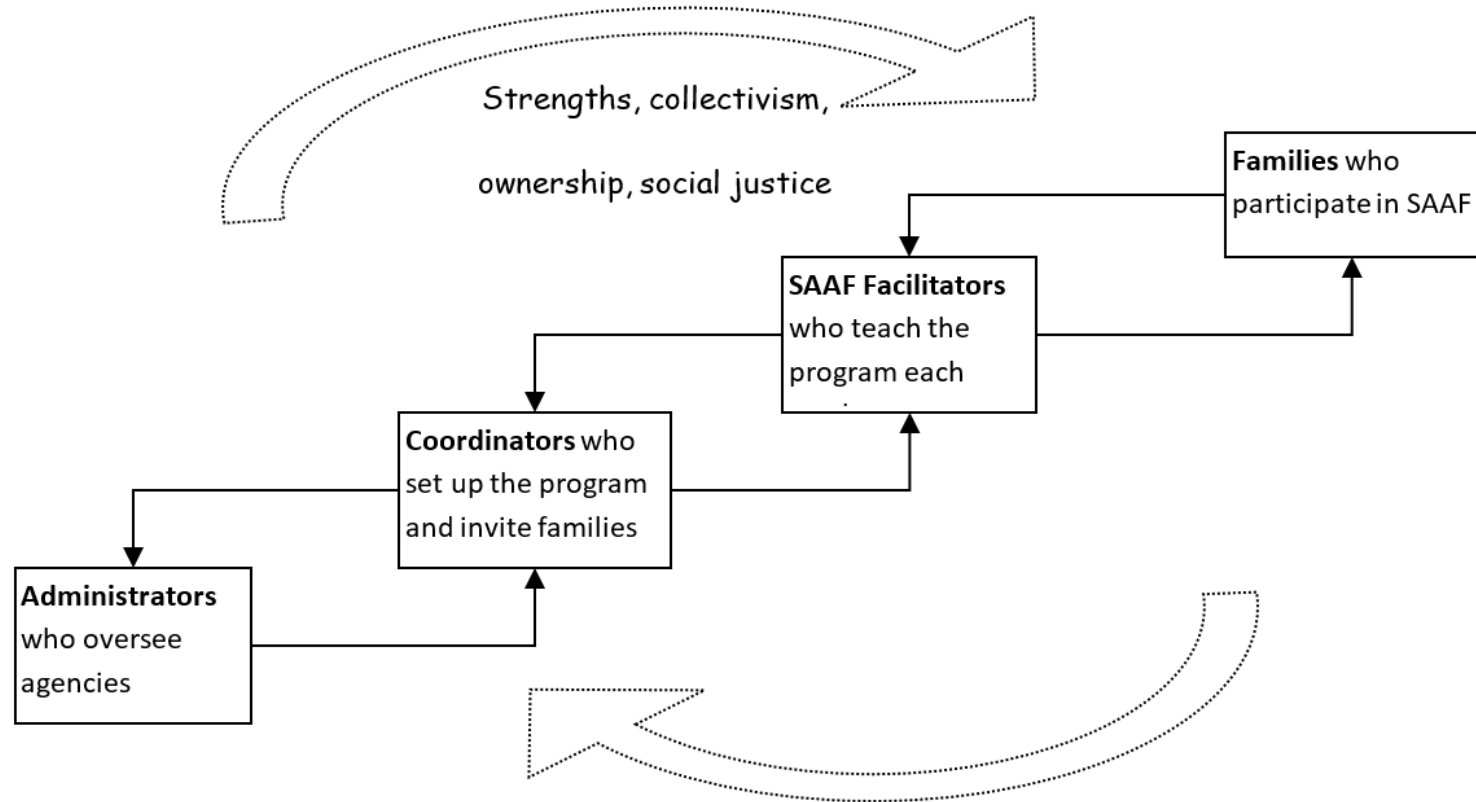 Strengths, collectivism,
ownership, social justice
Families who
participate in SAAF
SAAF Facilitators
who teach the
program each
Coordinators who
set up the program
and invite families
Administrators
who oversee
agencies